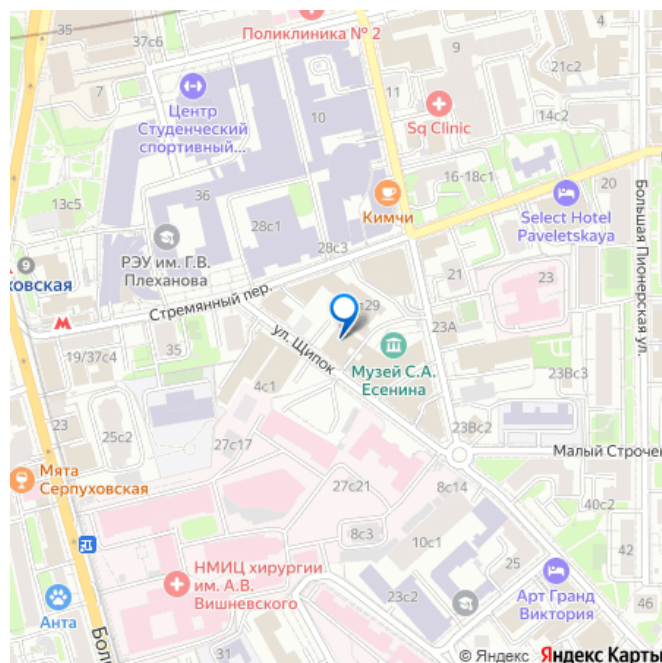 35
37с6
Поликлиника № 2
9
21с2
7
11
14с2
Центр
Студенческий
спортивный...
10
Sq Clinic
16-18с1
20
13с5
36
Кимчи
Select Hotel
Paveletskaya
28с1
28с3
9
РЭУ им. Г.В.
Плеханова
ховская
Стремянный пер.
21
23
Большая Пионерская ул.
29
23А
19/37с4
35
ул. Щипок
Музей С.А.
Есенина
23Вс3
4с1
23
25с2
27с17
23Вс2
Малый Строчен
Мята
Серпуховская
27с21
8с14
40с2
8с3
10с1
42
НМИЦ хирургии
им. А.В.
Вишневского
25
Арт Гранд
Виктория
23с2
46
Анта
31
© Яндекс Яндекс Карты